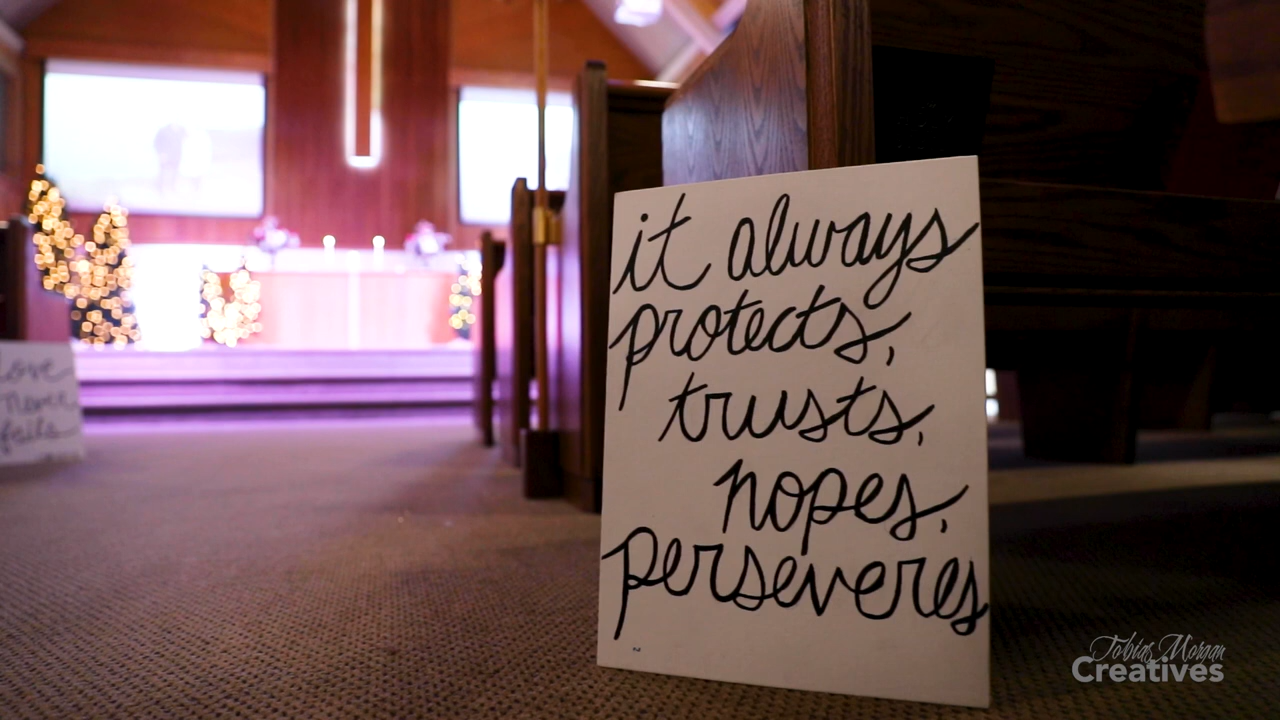 it always
protects,
trusts,
hopes,
perseveres
love
never
fails
Tobias Morgan
Creatives